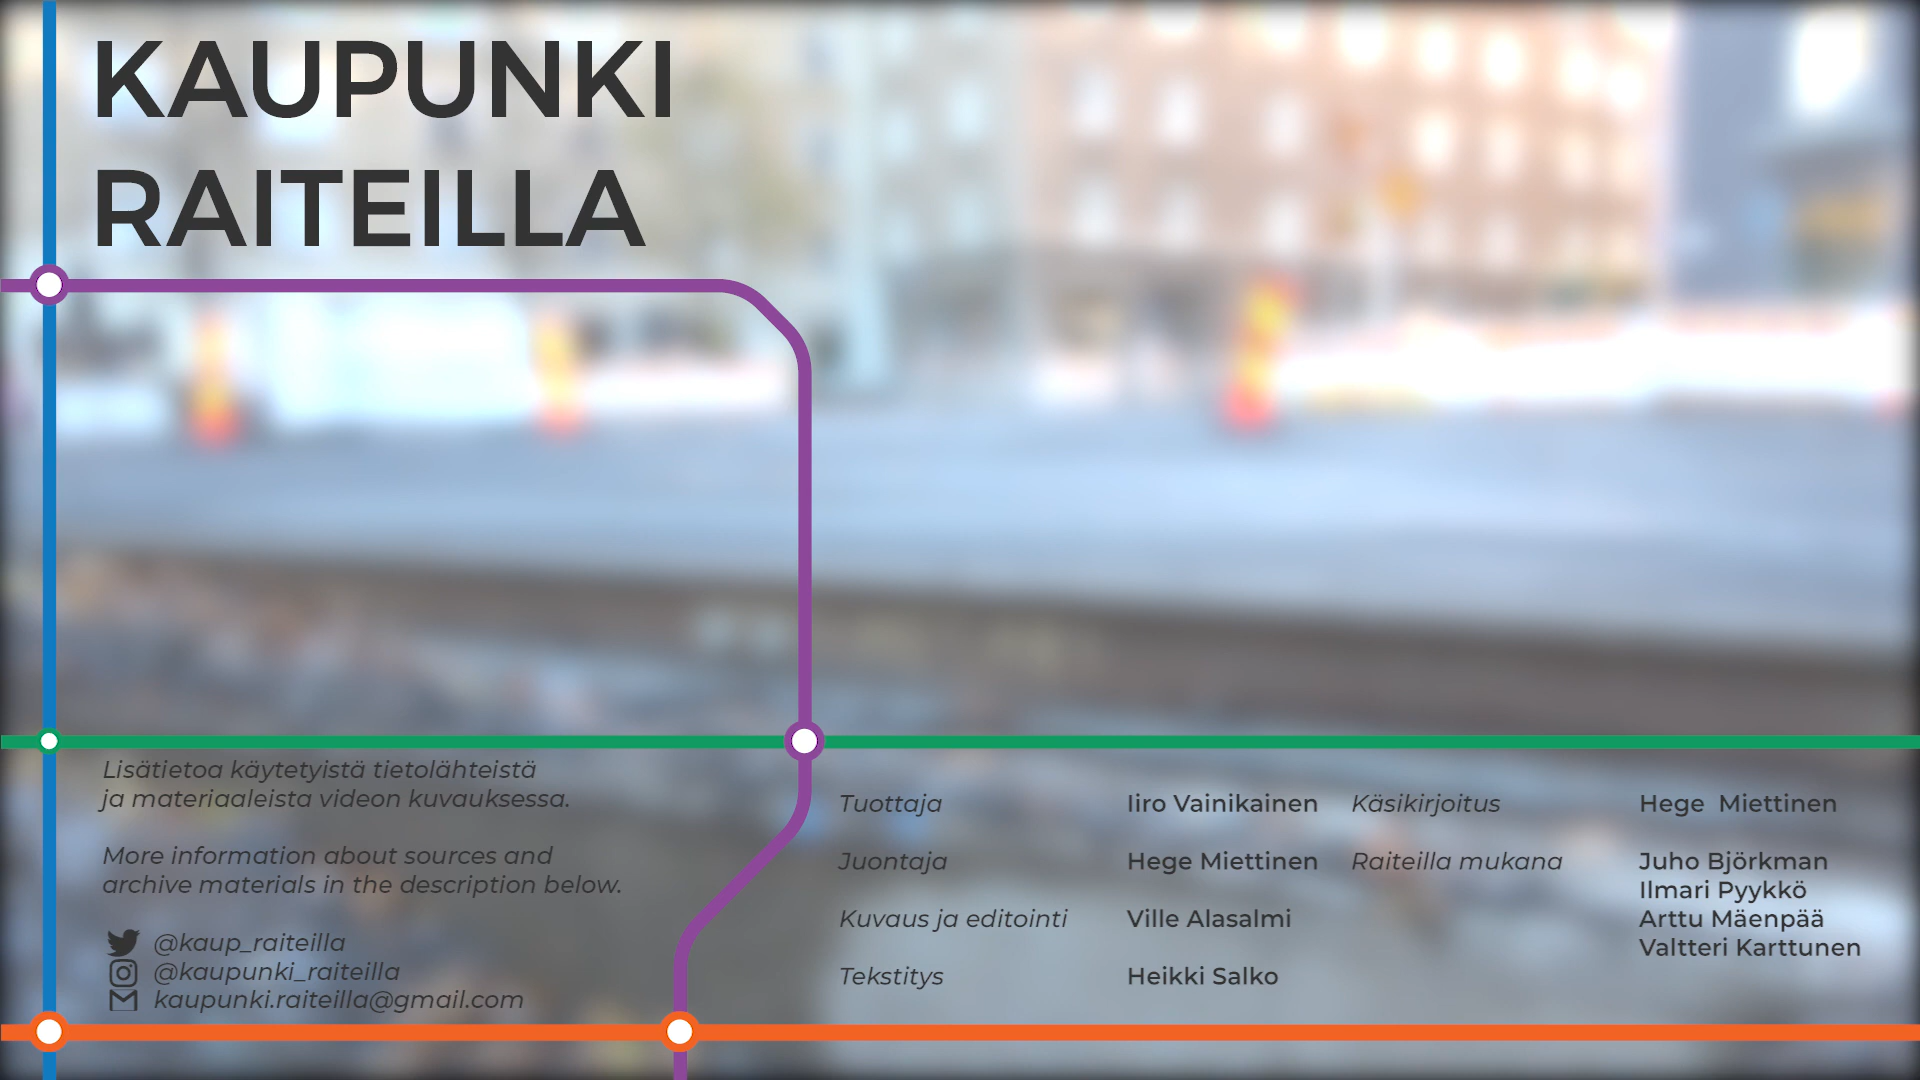 KAUPUNKI
RAITEILLA
Lisätietoa käytetyistä tietolähteistä
ja materiaaleista videon kuvauksessa.
More information about sources and
archive materials in the description below.
@kaup_raiteilla
@kaupunki_raiteilla
kaupunki.raiteilla@gmail.com
Tuottaja Iiro Vainikainen
Juontaja Hege Miettinen
Kuvaus ja editointi Ville Alasalmi
Tekstitys Heikki Salko
Käsikirjoitus Hege Miettinen
Raiteilla mukana Juho Björkman
Ilmari Pyykkö
Arttu Mäenpää
Valtteri Karttunen